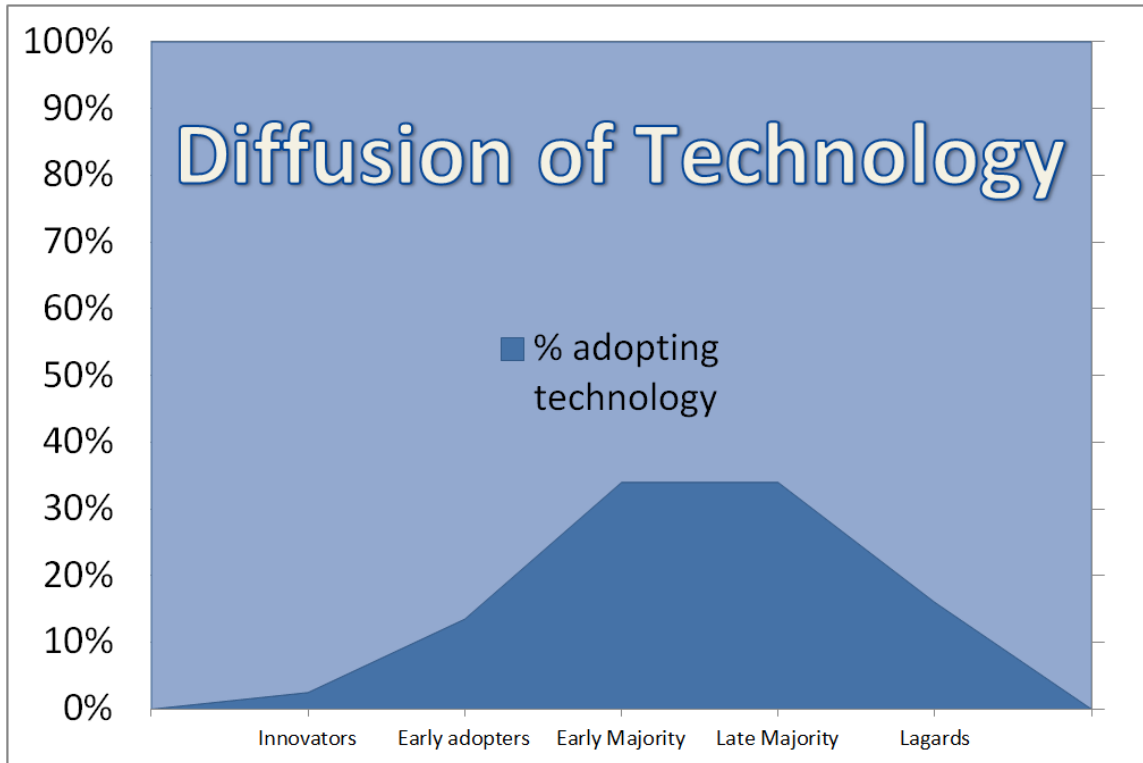 100%
90%
Diffusion of Technology
80%
70%
60%
% adopting
technology
50%
40%
30%
20%
10%
0%
Innovators Early adopters Early Majority Late Majority Lagards